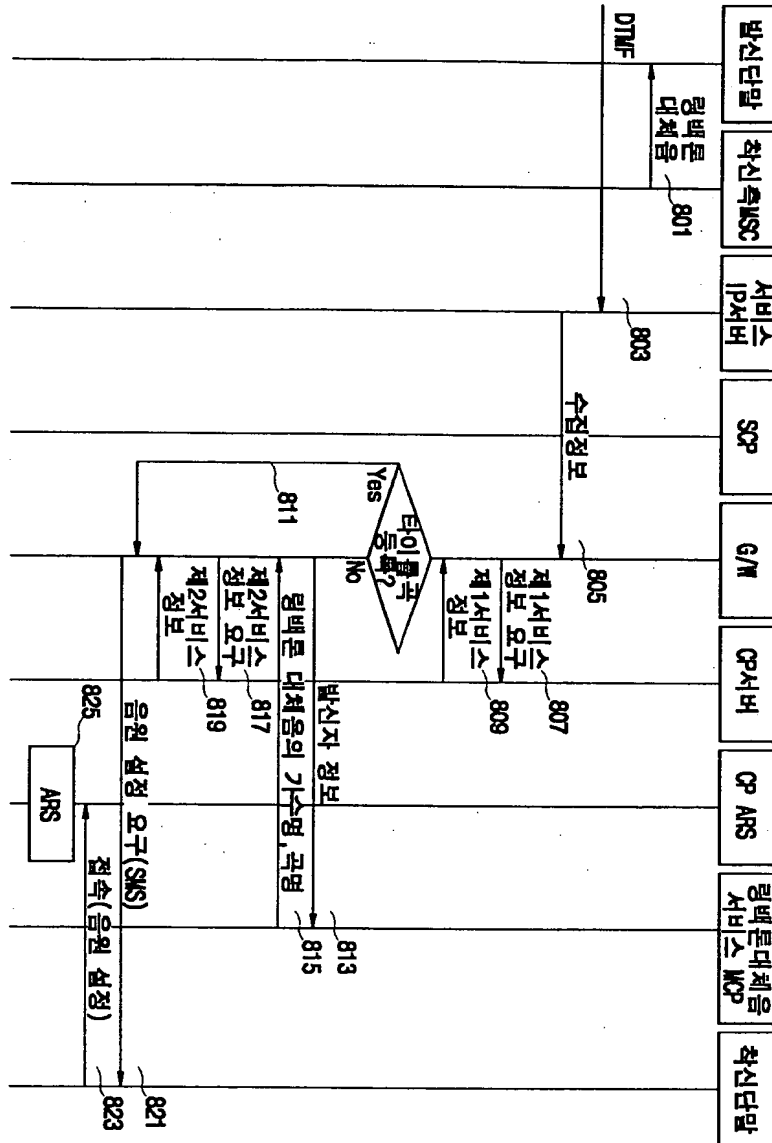 발신단말
착신측MSC
서비스
IP서버
SCP
G/W
CP서버
CP ARS
링백톤대체음
서비스 MCP
착신단말
링백톤
대체음
801
DTMF
803
수집정보
805
제1서비스
정보 요구
807
제1서비스
정보
809
타이틀곡
등록?
Yes
No
811
발신자 정보
813
링백톤 대체음의 가수명,곡명
815
제2서비스
정보 요구
817
제2서비스
정보
819
음원 설정 요구(SMS)
821
접속(음원 설정)
823
ARS
825